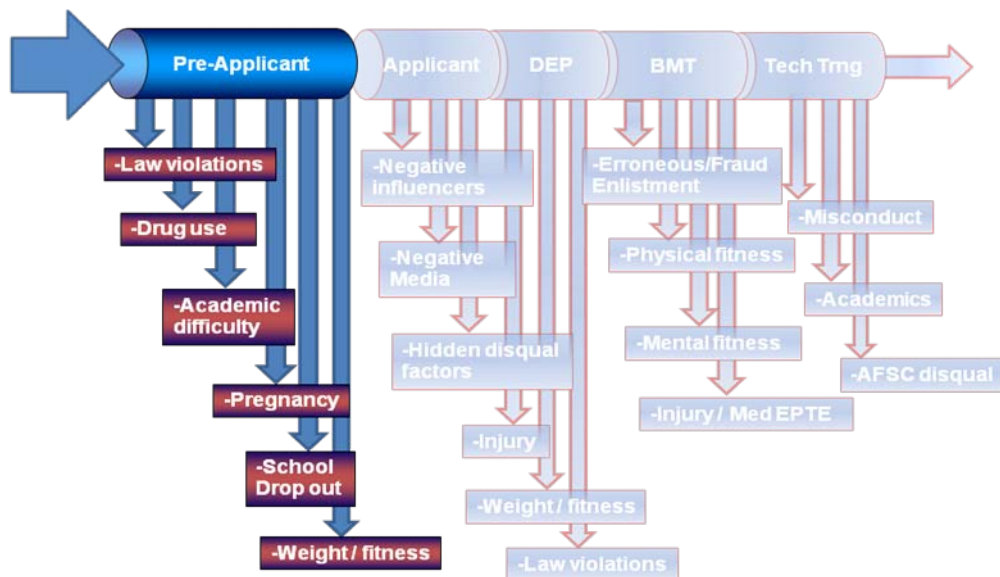 Pre-Applicant
Applicant
DEP
BMT
Tech Trng
-Law violations
-Drug use
-Academic
difficulty
-Pregnancy
-School
Drop out
-Weight / fitness
-Negative
influencers
-Negative
Media
-Hidden disqual
factors
-Injury
-Weight / fitness
-Law violations
-Erroneous/Fraud
Enlistment
-Physical fitness
-Mental fitness
-Injury / Med EPTE
-Misconduct
-Academics
-AFSC disqual